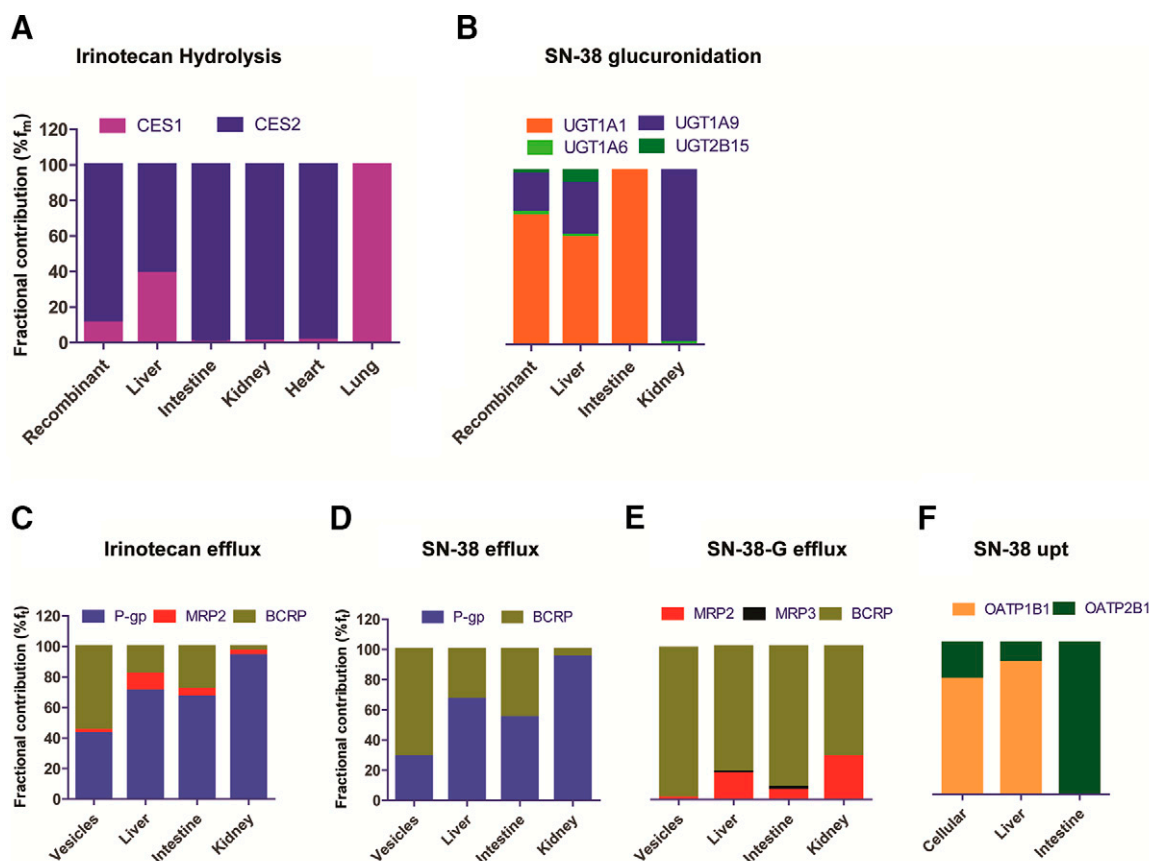 A
Irinotecan Hydrolysis
Fractional contribution (%fm)
CES1 CES2
120
100
80
60
40
20
0
Recombinant Liver Intestine Kidney Heart Lung
B
SN-38 glucuronidation
UGT1A1 UGT1A9
UGT1A6 UGT2B15
Recombinant Liver Intestine Kidney
C
Irinotecan efflux
Fractional contribution (%ft)
P-gp MRP2 BCRP
120
100
80
60
40
20
0
Vesicles Liver Intestine Kidney
D
SN-38 efflux
Fractional contribution (%ft)
P-gp BCRP
120
100
80
60
40
20
0
Vesicles Liver Intestine Kidney
E
SN-38-G efflux
MRP2 MRP3 BCRP
Vesicles Liver Intestine Kidney
F
SN-38 upt
OATP1B1 OATP2B1
Cellular Liver Intestine